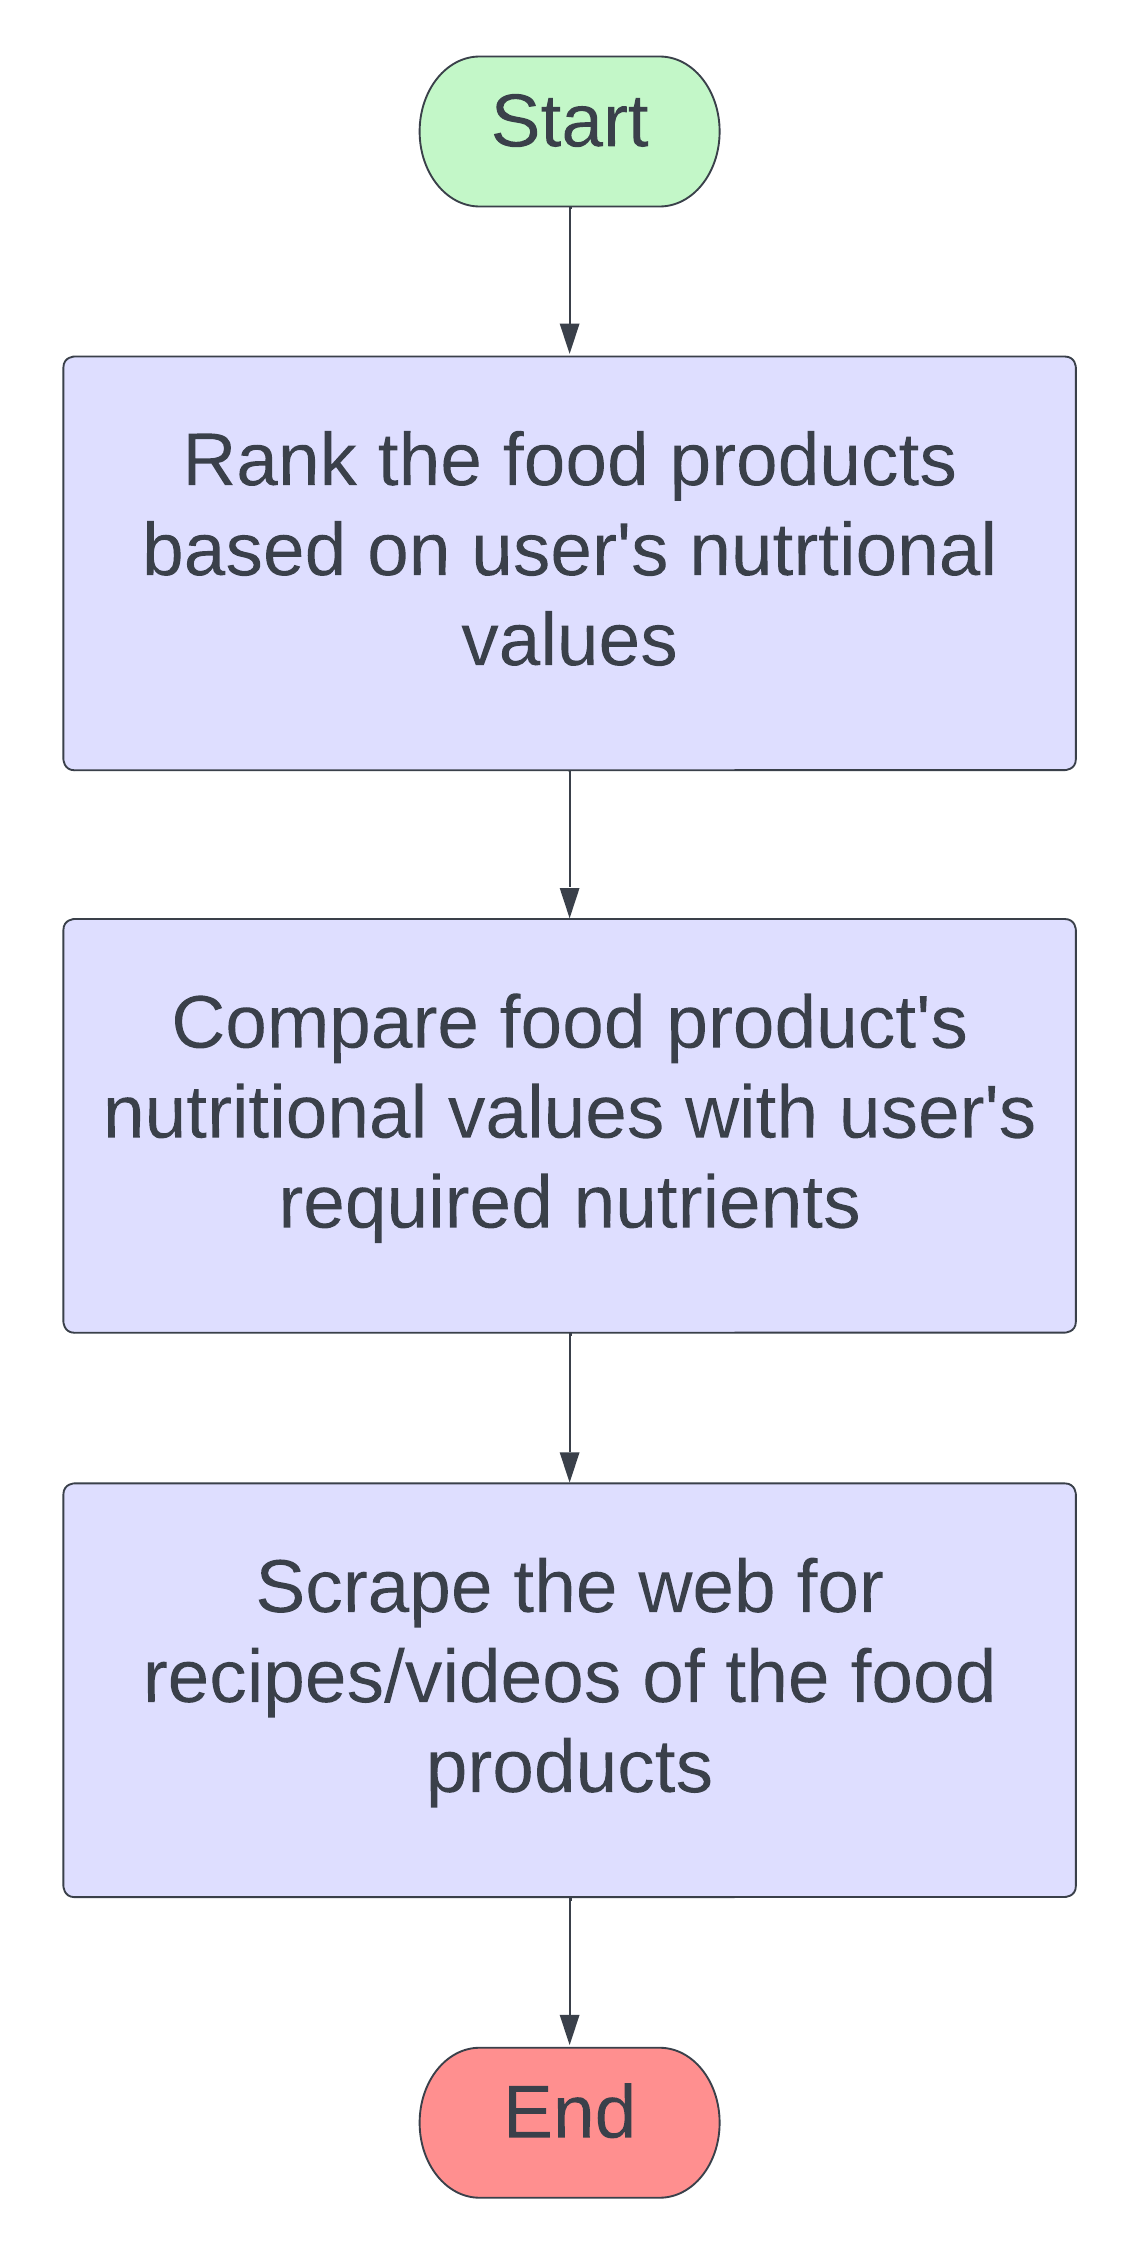 Start
Rank the food products
based on user's nutrtional
values
Compare food product's
nutritional values with user's
required nutrients
Scrape the web for
recipes/videos of the food
products
End